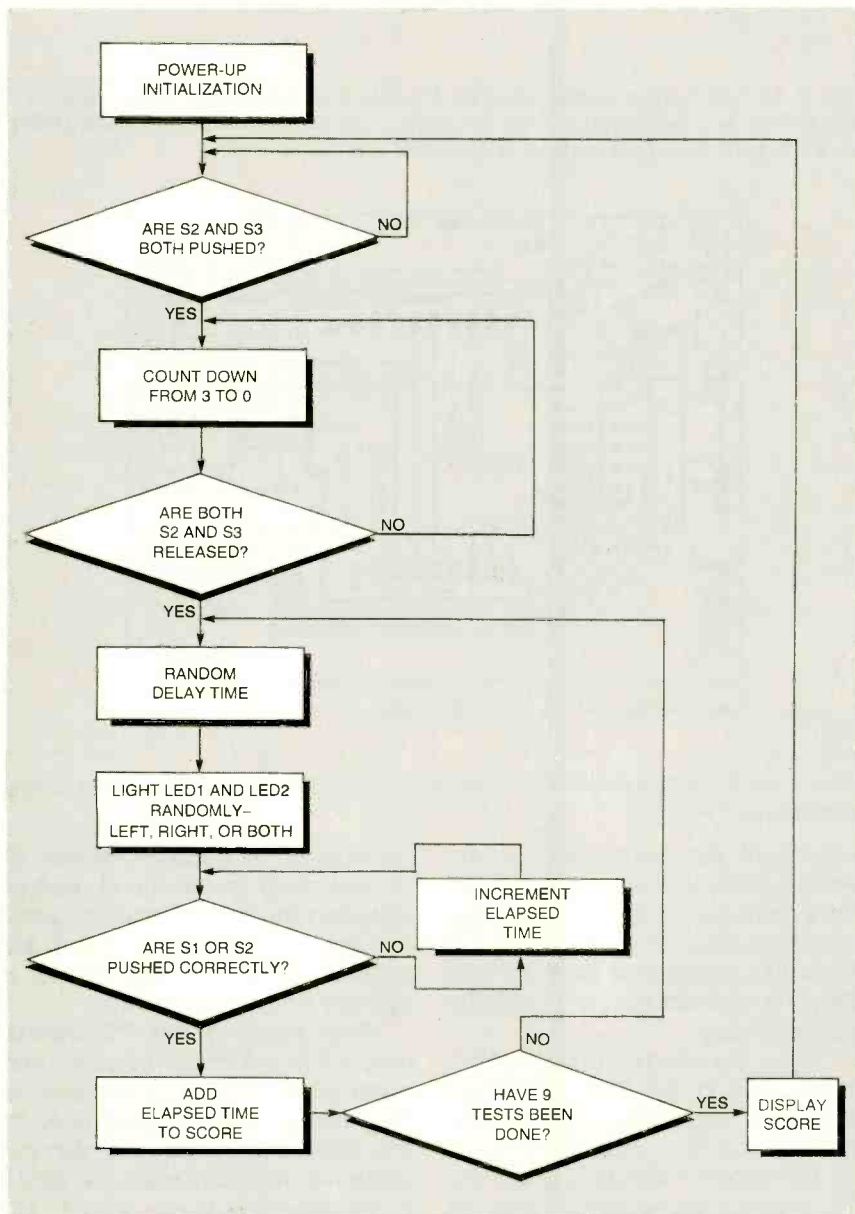 POWER-UP
INITIALIZATION
ARE S2 AND S3
BOTH PUSHED?
NO
YES
COUNT DOWN
FROM 3 TO 0
ARE BOTH
S2 AND S3
RELEASED?
NO
YES
RANDOM
DELAY TIME
LIGHT LED1 AND LED2
RANDOMLY–
LEFT, RIGHT, OR BOTH
INCREMENT
ELAPSED
TIME
ARE S1 OR S2
PUSHED CORRECTLY?
NO
YES
ADD
ELAPSED TIME
TO SCORE
NO
HAVE 9
TESTS BEEN
DONE?
YES
DISPLAY
SCORE